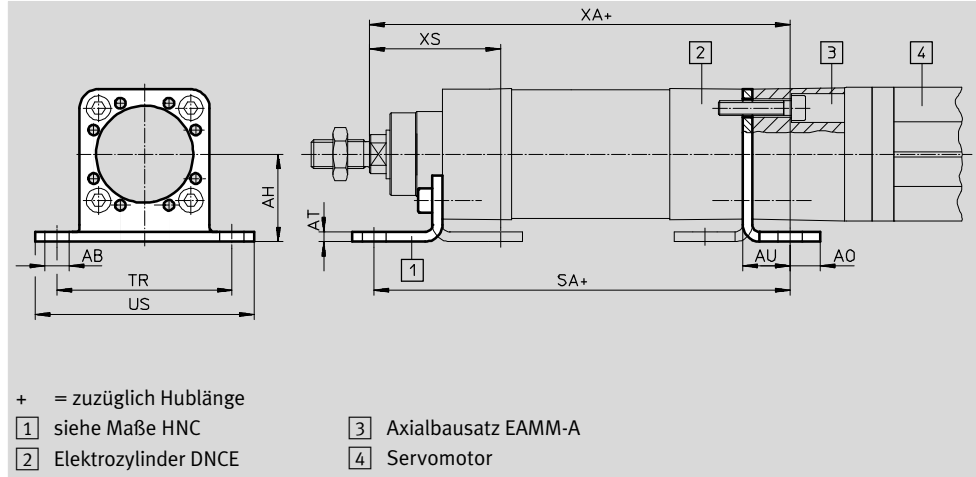 XA+
XS
2
3
4
AH
AT
AB
TR
US
1
AU
AO
SA+
+ = zuzüglich Hublänge
1 siehe Maße HNC
2 Elektrozylinder DNCE
3 Axialbausatz EAMM-A
4 Servomotor